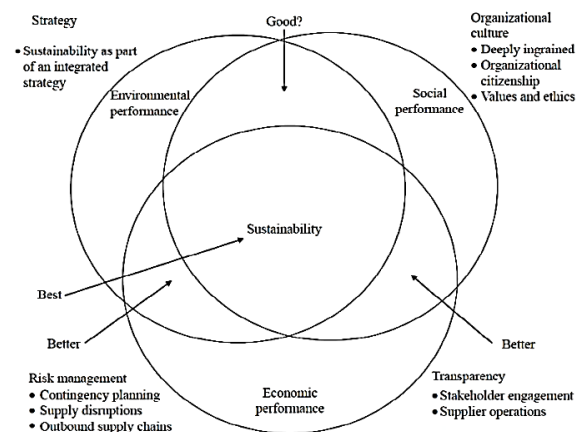 Strategy
• Sustainability as part
of an integrated
strategy
Good?
Organizational
culture
• Deeply ingrained
• Organizational
citizenship
• Values and ethics
Environmental
performance
Social
performance
Sustainability
Best
Better
Better
Risk management
• Contingency planning
• Supply disruptions
• Outbound supply chains
Economic
performance
Transparency
• Stakeholder engagement
• Supplier operations